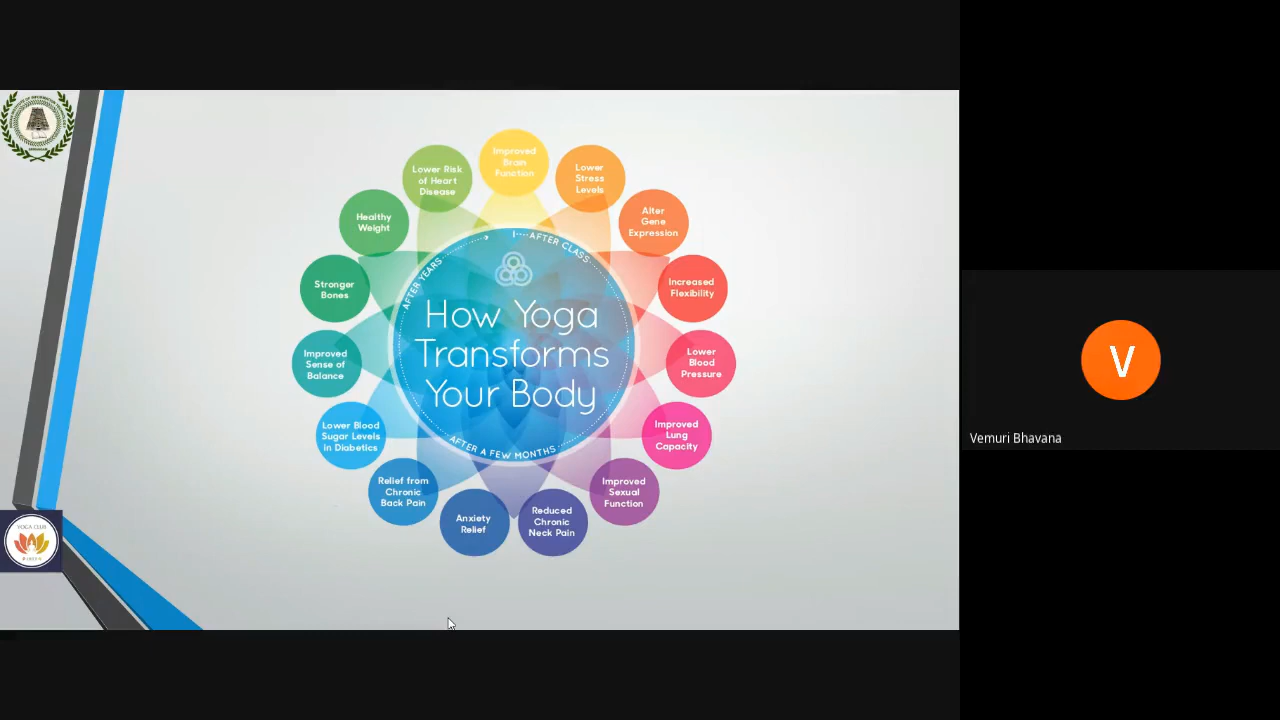 Improved
Brain
Function
Lower
Stress
Levels
Alter
Gene
Expression
Increased
Flexibility
Lower
Blood
Pressure
Improved
Lung
Capacity
Improved
Sexual
Function
Reduced
Chronic
Neck Pain
Anxiety
Relief
Relief from
Chronic
Back Pain
Lower Blood
Sugar Levels
in Diabetics
Improved
Sense of
Balance
Stronger
Bones
Healthy
Weight
Lower Risk
of Heart
Disease
AFTER CLASS
AFTER A FEW MONTHS
AFTER YEARS
How Yoga
Transforms
Your Body
YOGA CLUB
V
Vemuri Bhavana